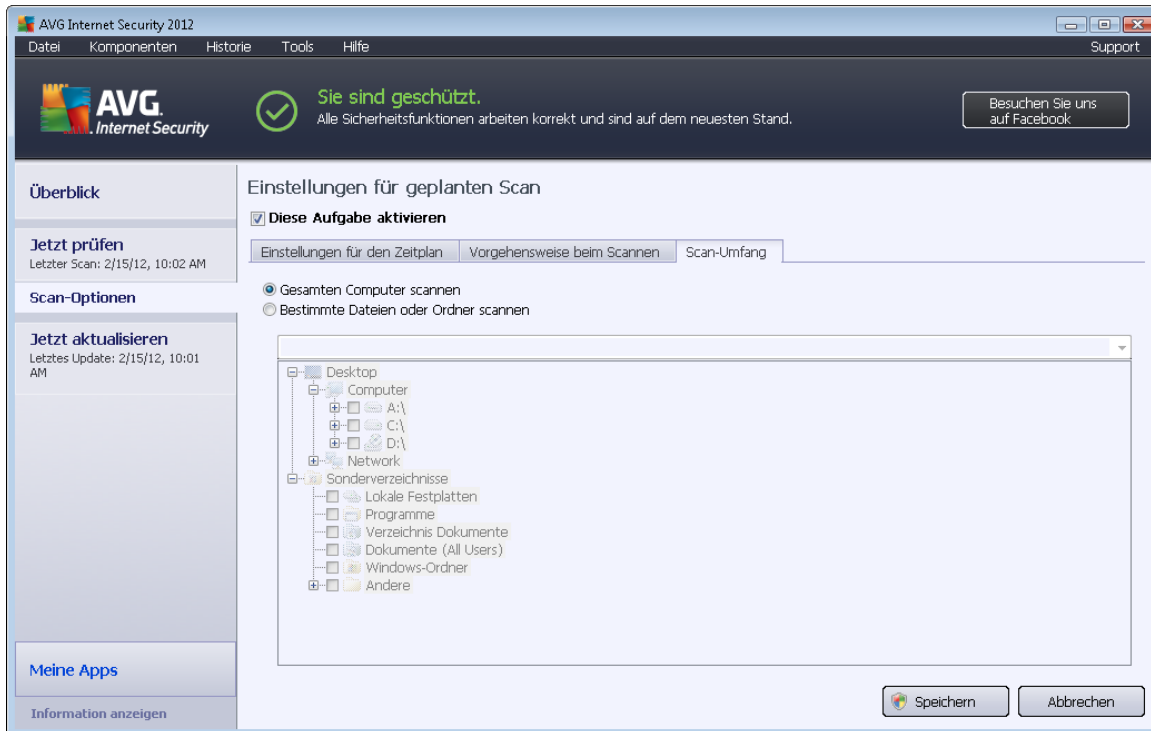 AVG Internet Security 2012
Datei Komponenten Historie Tools Hilfe Support
AVG.
Internet Security
Sie sind geschützt.
Alle Sicherheitsfunktionen arbeiten korrekt und sind auf dem neuesten Stand.
Besuchen Sie uns
auf Facebook
Überblick
Jetzt prüfen
Letzter Scan: 2/15/12, 10:02 AM
Scan-Optionen
Jetzt aktualisieren
Letztes Update: 2/15/12, 10:01
AM
Meine Apps
Information anzeigen
Einstellungen für geplanten Scan
Diese Aufgabe aktivieren
Einstellungen für den Zeitplan Vorgehensweise beim Scannen Scan-Umfang
Gesamten Computer scannen
Bestimmte Dateien oder Ordner scannen
Desktop
Computer
A:\
C:\
D:\
Network
Sonderverzeichnisse
Lokale Festplatten
Programme
Verzeichnis Dokumente
Dokumente (All Users)
Windows-Ordner
Andere
Speichern Abbrechen